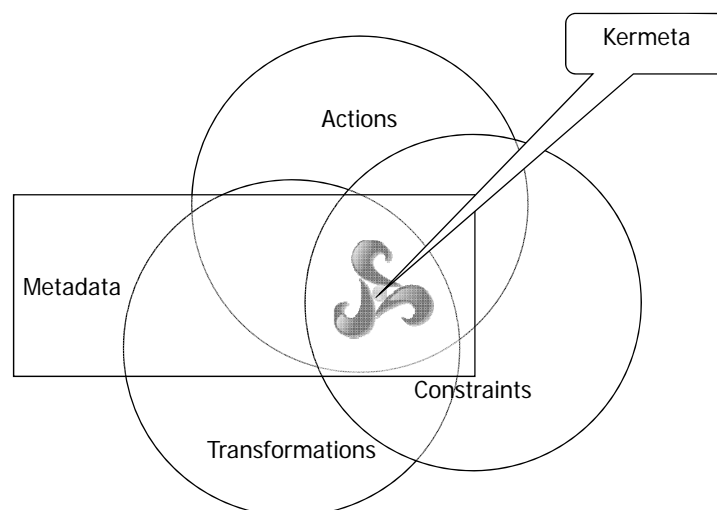 Kermeta
Actions
Metadata
Constraints
Transformations